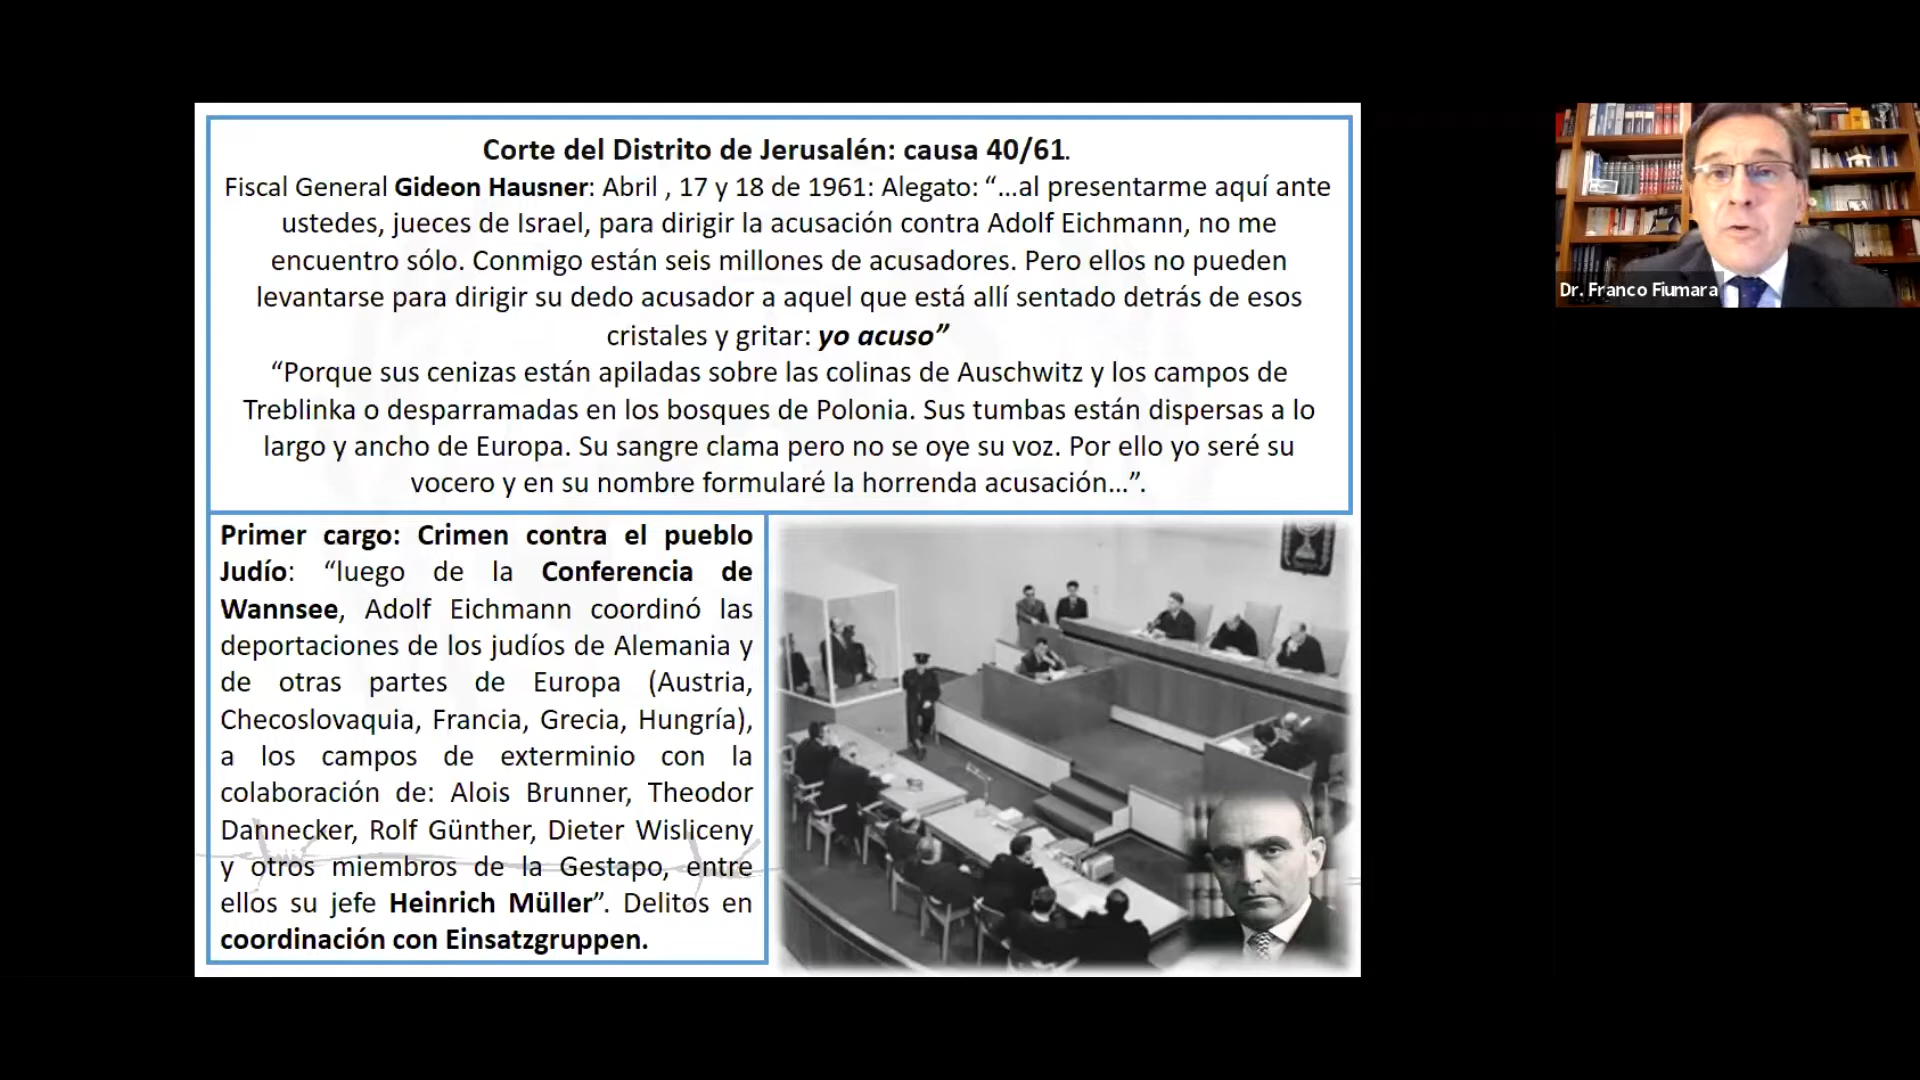 Corte del Distrito de Jerusalén: causa 40/61.
Fiscal General Gideon Hausner: Abril , 17 y 18 de 1961: Alegato: “...al presentarme aquí ante
ustedes, jueces de Israel, para dirigir la acusación contra Adolf Eichmann, no me
encuentro sólo. Conmigo están seis millones de acusadores. Pero ellos no pueden
levantarse para dirigir su dedo acusador a aquel que está allí sentado detrás de esos
cristales y gritar: yo acuso”
“Porque sus cenizas están apiladas sobre las colinas de Auschwitz y los campos de
Treblinka o desparramadas en los bosques de Polonia. Sus tumbas están dispersas a lo
largo y ancho de Europa. Su sangre clama pero no se oye su voz. Por ello yo seré su
vocero y en su nombre formularé la horrenda acusación...”.
Primer cargo: Crimen contra el pueblo
Judío: “luego de la Conferencia de
Wannsee, Adolf Eichmann coordinó las
deportaciones de los judíos de Alemania y
de otras partes de Europa (Austria,
Checoslovaquia, Francia, Grecia, Hungría),
a los campos de exterminio con la
colaboración de: Alois Brunner, Theodor
Dannecker, Rolf Günther, Dieter Wisliceny
y otros miembros de la Gestapo, entre
ellos su jefe Heinrich Müller”. Delitos en
coordinación con Einsatzgruppen.
Dr. Franco Fiumara